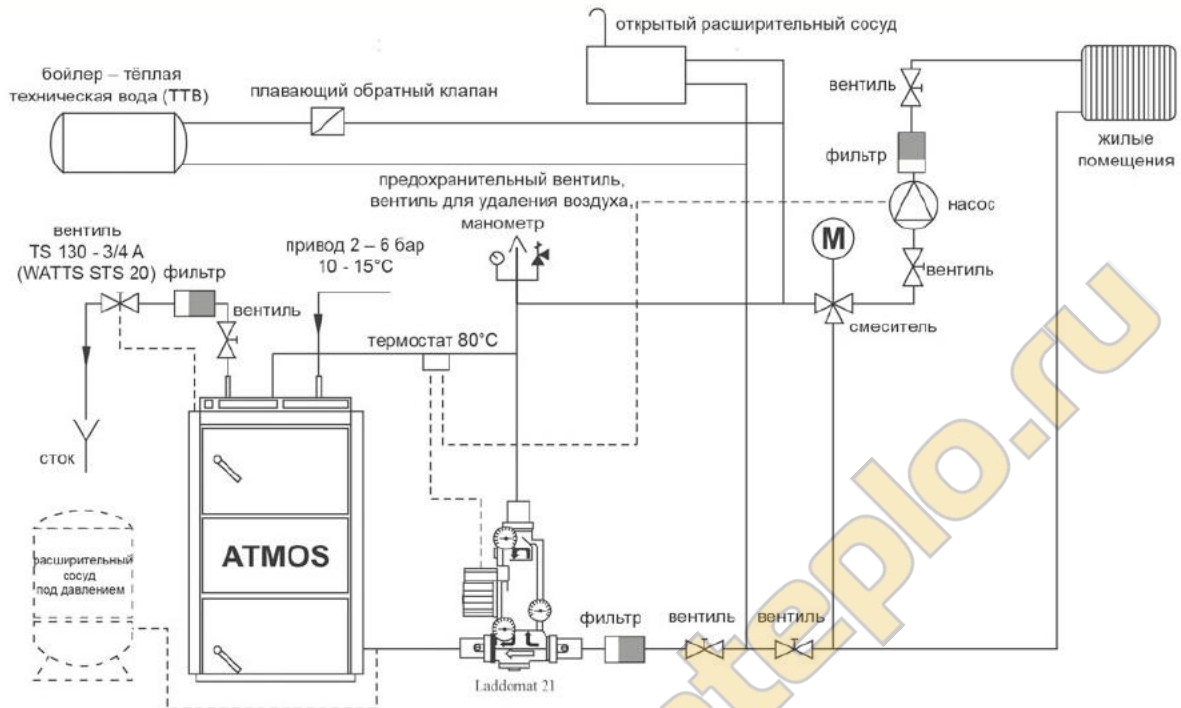 открытый расширительный сосуд
бойлер – тёплая
техническая вода (ТТВ)
плавающий обратный клапан
вентиль
фильтр
жилые
помещения
предохранительный вентиль,
вентиль для удаления воздуха,
манометр
насос
вентиль
TS 130 - 3/4 A
(WATTS STS 20)
фильтр
привод 2 – 6 бар
10 - 15°C
M
вентиль
вентиль
смеситель
термостат 80°C
сток
ATMOS
расширительный
сосуд
под давлением
фильтр
вентиль
вентиль
Laddomat 21
teplo.ru